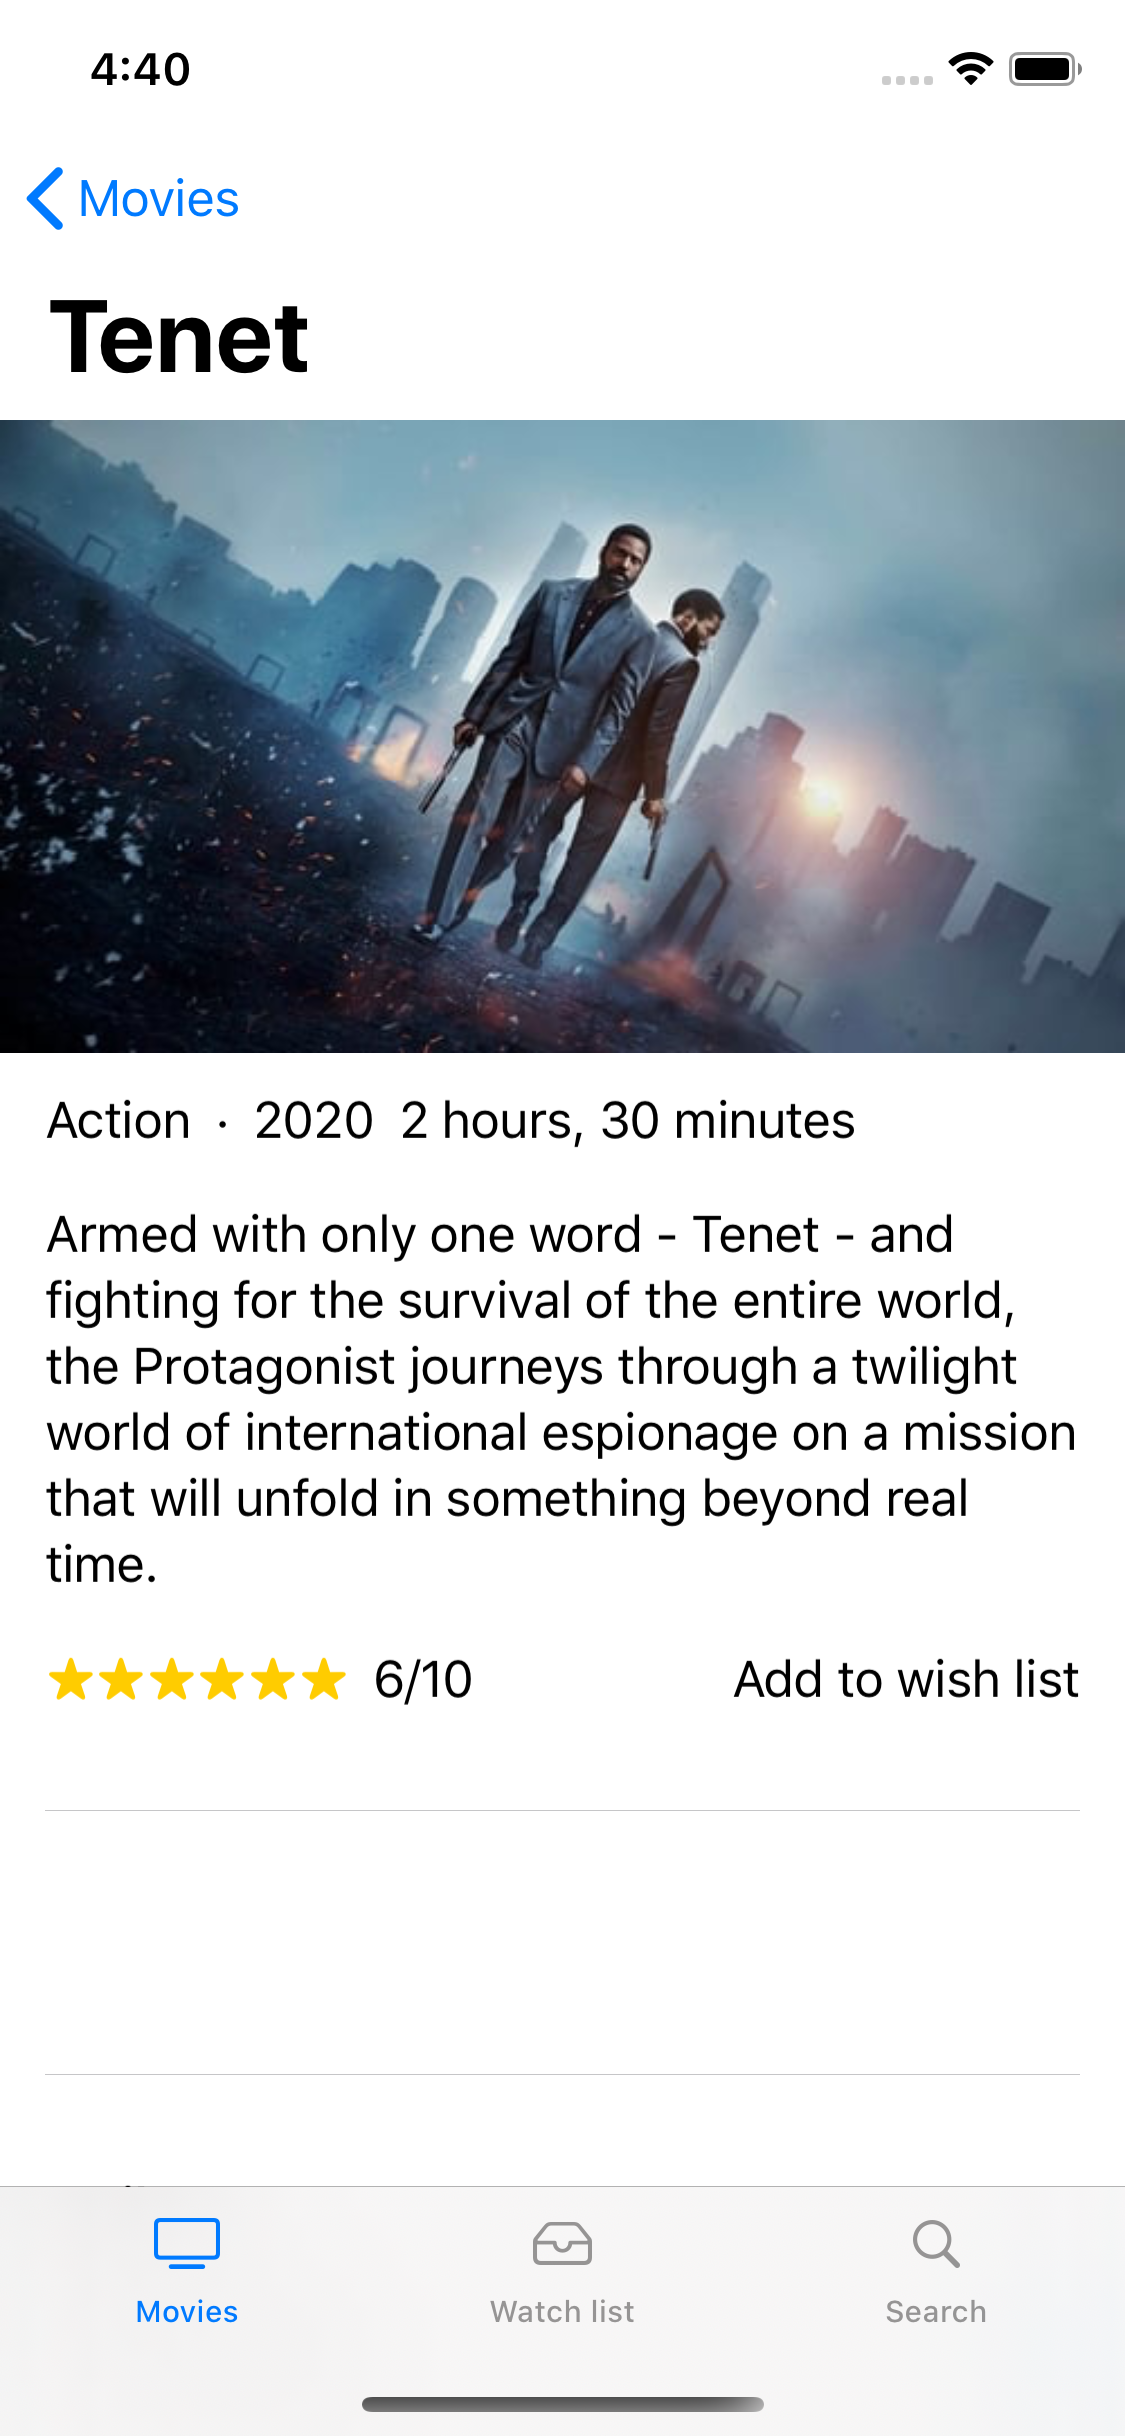 4:40
Movies
Tenet
Action · 2020 2 hours, 30 minutes
Armed with only one word - Tenet - and
fighting for the survival of the entire world,
the Protagonist journeys through a twilight
world of international espionage on a mission
that will unfold in something beyond real
time.
6/10 Add to wish list
Movies Watch list Search